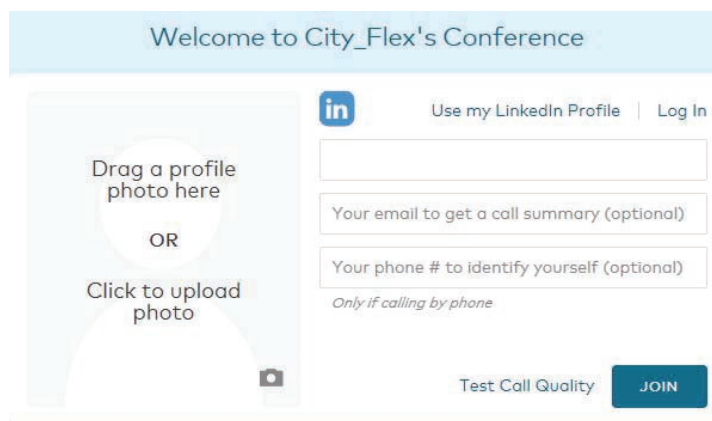 Welcome to City_Flex's Conference
Drag a profile
photo here
OR
Click to upload
photo
in
Use my LinkedIn Profile | Log In
Your email to get a call summary (optional)
Your phone # to identify yourself (optional)
Only if calling by phone
Test Call Quality
JOIN